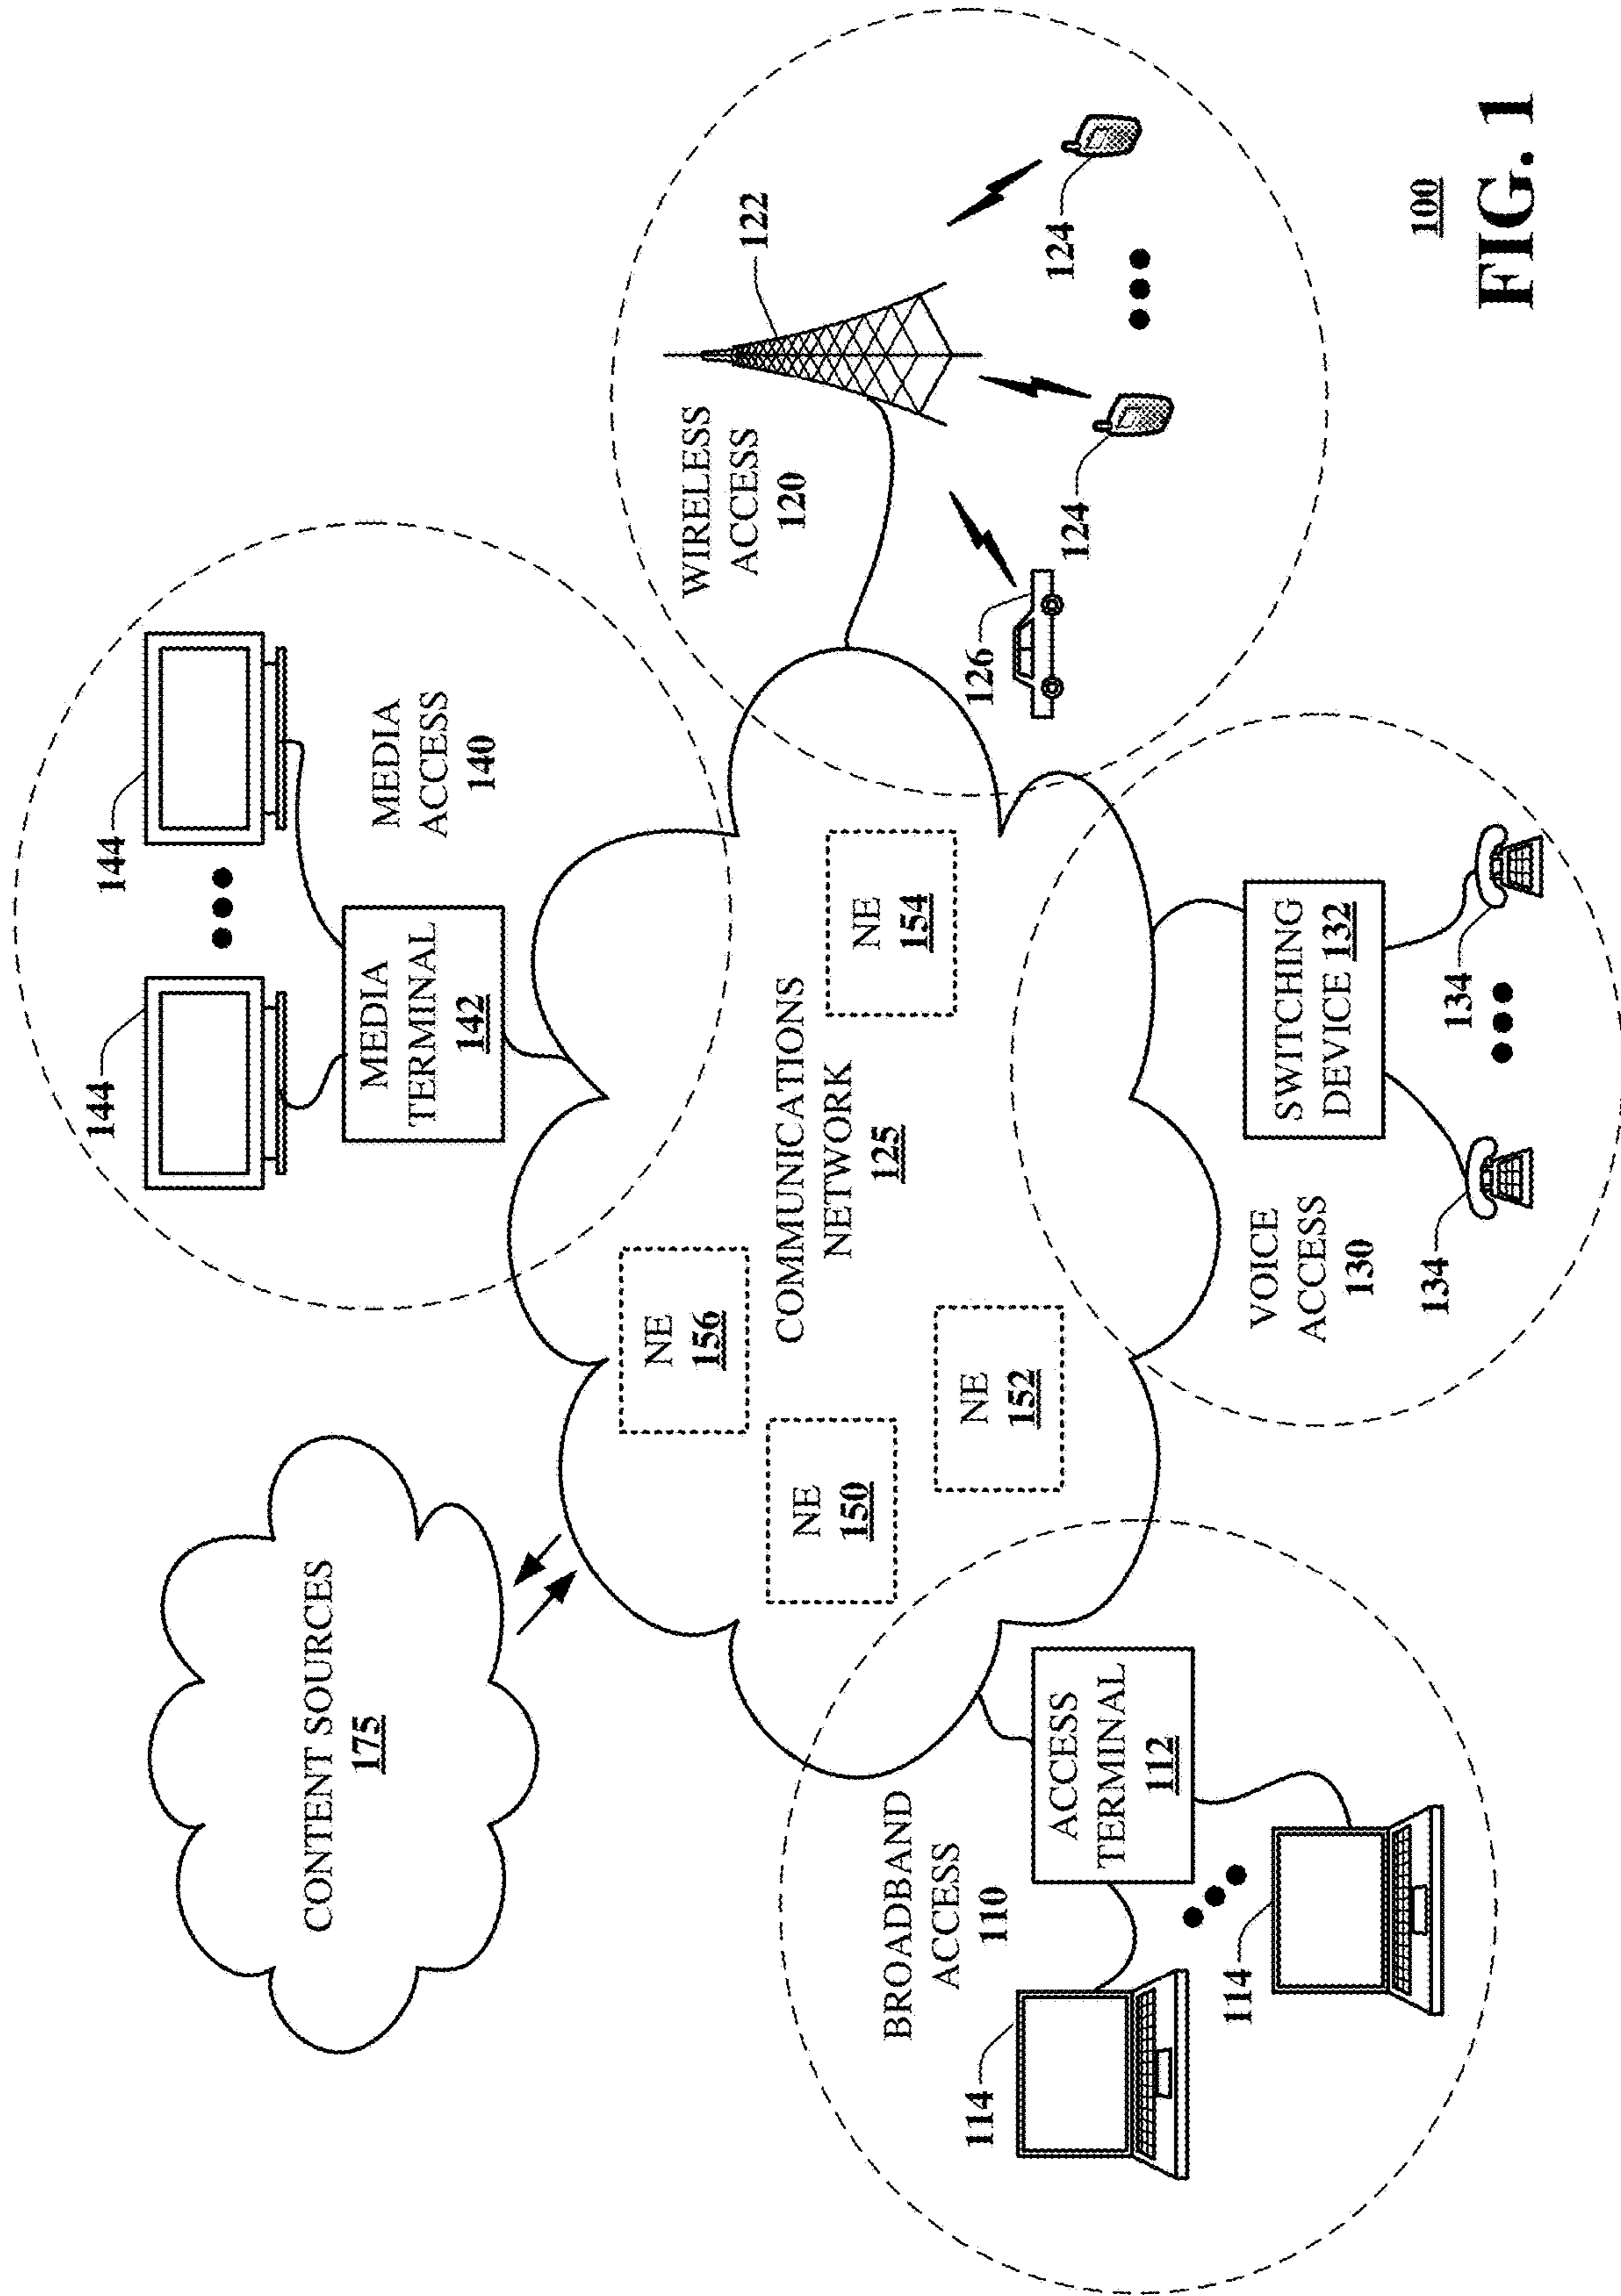 CONTENT SOURCES
175
144
144
MEDIA
TERMINAL
142
MEDIA
ACCESS
140
NE
156
NE
150
NE
152
COMMUNICATIONS
NETWORK
125
NE
154
WIRELESS
ACCESS
120
122
126
124
124
BROADBAND
ACCESS
110
ACCESS
TERMINAL
112
114
114
VOICE
ACCESS
130
SWITCHING
DEVICE 132
134
134
100
FIG. 1